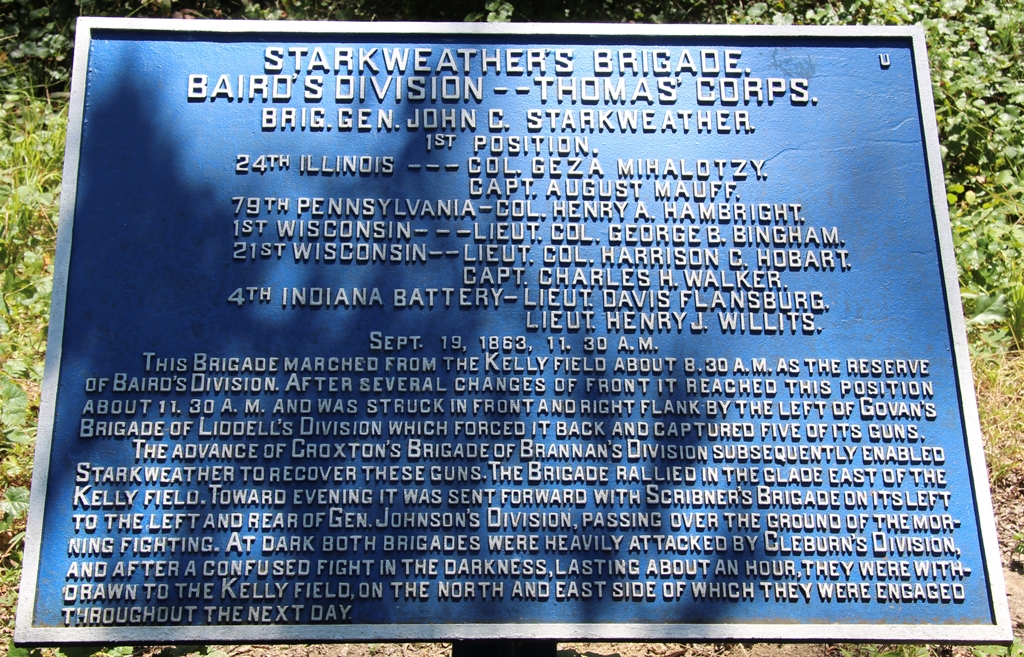 U
STARKWEATHER'S BRIGADE.
BAIRD'S DIVISION -- THOMAS' CORPS.
BRIG. GEN. JOHN C. STARKWEATHER.
1ST POSITION.
24TH ILLINOIS --- COL. GEZA MIHALOTZY.
CAPT. AUGUST MAUFF.
79TH PENNSYLVANIA - COL. HENRY A. HAMBRIGHT.
1ST WISCONSIN --- LIEUT. COL. GEORGE B. BINGHAM.
21ST WISCONSIN -- LIEUT. COL. HARRISON C. HOBART.
CAPT. CHARLES H. WALKER.
4TH INDIANA BATTERY - LIEUT. DAVIS FLANSBURG.
LIEUT. HENRY J. WILLITS.
SEPT. 19, 1863, 11.30 A.M.
THIS BRIGADE MARCHED FROM THE KELLY FIELD ABOUT 8.30 A.M. AS THE RESERVE
OF BAIRD'S DIVISION. AFTER SEVERAL CHANGES OF FRONT IT REACHED THIS POSITION
ABOUT 11.30 A.M. AND WAS STRUCK IN FRONT AND RIGHT FLANK BY THE LEFT OF GOVAN'S
BRIGADE OF LIDDELL'S DIVISION WHICH FORCED IT BACK AND CAPTURED FIVE OF ITS GUNS.
THE ADVANCE OF CROXTON'S BRIGADE OF BRANNAN'S DIVISION SUBSEQUENTLY ENABLED
STARKWEATHER TO RECOVER THESE GUNS. THE BRIGADE RALLIED IN THE GLADE EAST OF THE
KELLY FIELD. TOWARD EVENING IT WAS SENT FORWARD WITH SCRIBNER'S BRIGADE ON ITS LEFT
TO THE LEFT AND REAR OF GEN. JOHNSON'S DIVISION, PASSING OVER THE GROUND OF THE MOR-
NING FIGHTING. AT DARK BOTH BRIGADES WERE HEAVILY ATTACKED BY CLEBURN'S DIVISION,
AND AFTER A CONFUSED FIGHT IN THE DARKNESS, LASTING ABOUT AN HOUR, THEY WERE WITH-
DRAWN TO THE KELLY FIELD, ON THE NORTH AND EAST SIDE OF WHICH THEY WERE ENGAGED
THROUGHOUT THE NEXT DAY.